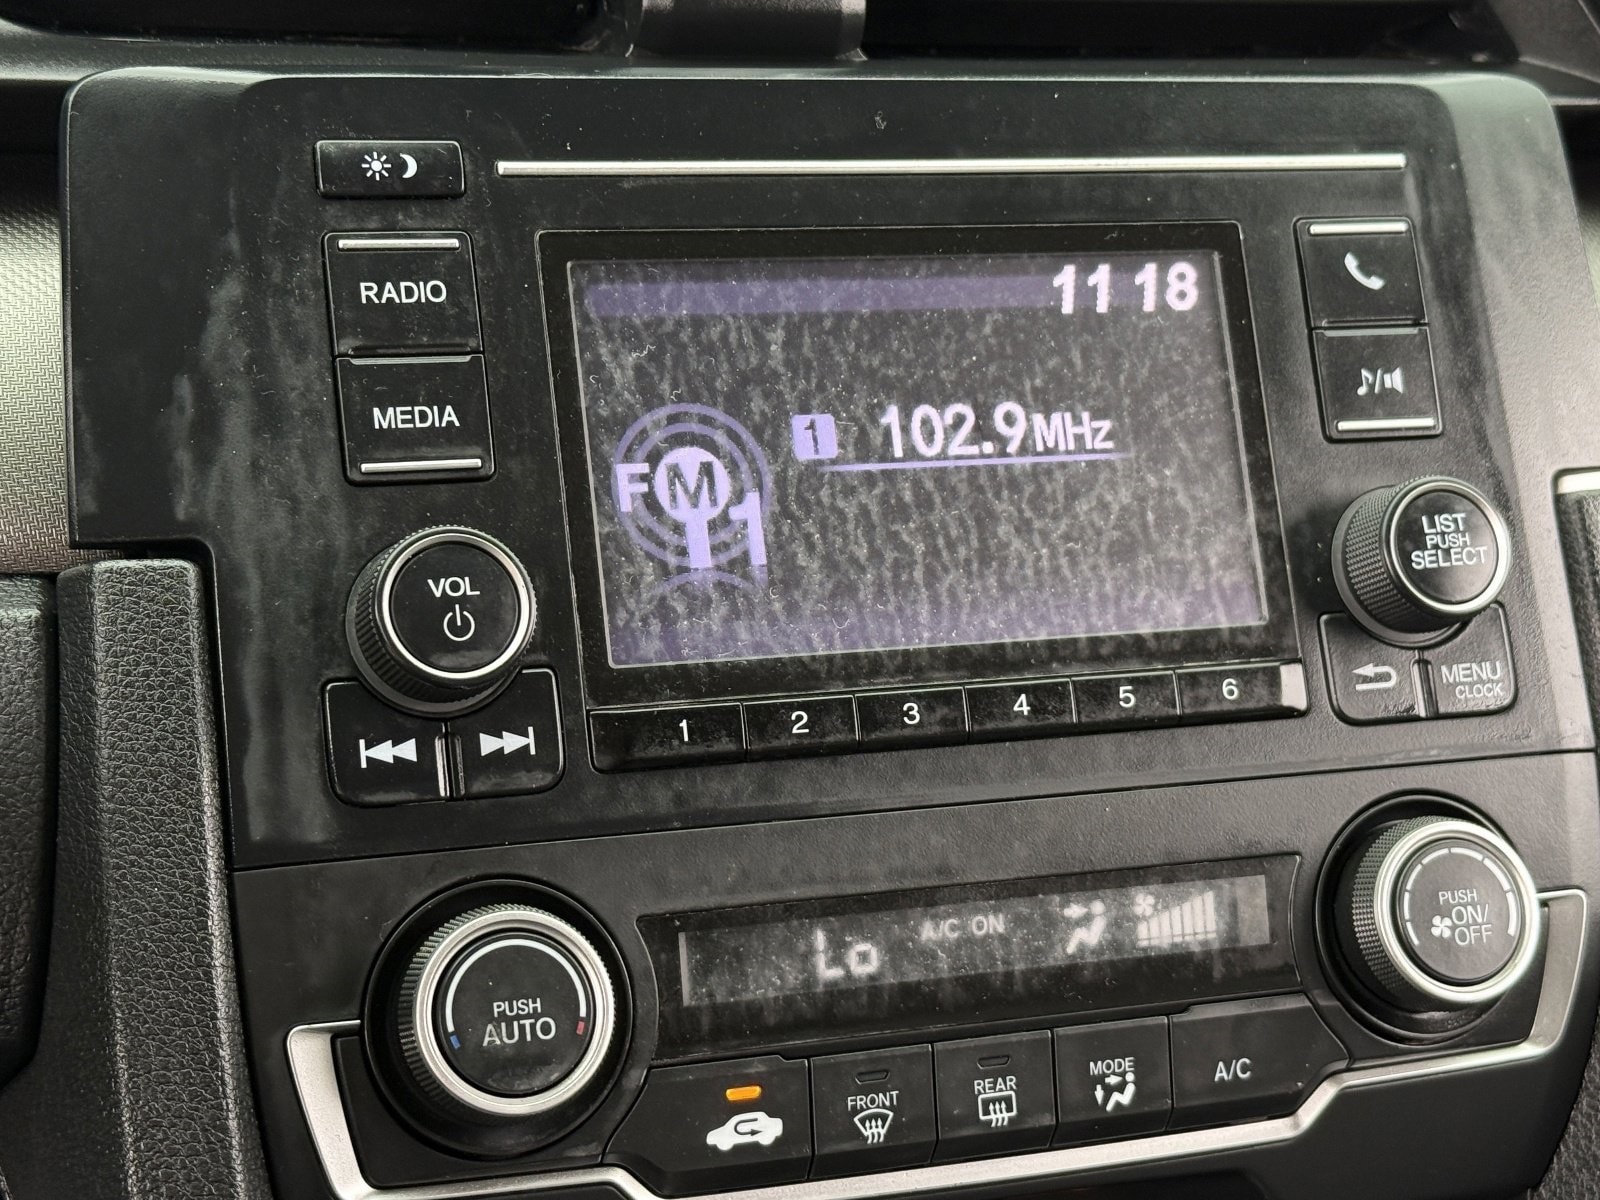 RADIO
MEDIA
VOL
11 18
1 102.9MHz
FM
1
LIST
PUSH
SELECT
MENU
CLOCK
1 2 3 4 5 6
Lo A/C ON
PUSH
AUTO
PUSH
ON/
OFF
FRONT
REAR
MODE
A/C